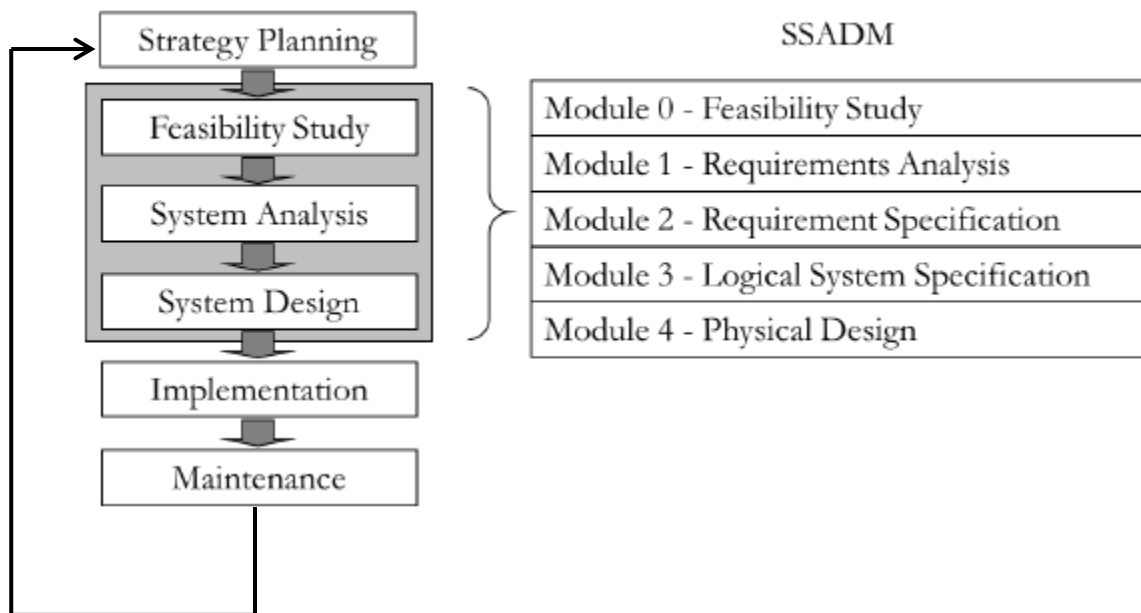 Strategy Planning
Feasibility Study
System Analysis
System Design
Implementation
Maintenance
SSADM
Module 0 - Feasibility Study
Module 1 - Requirements Analysis
Module 2 - Requirement Specification
Module 3 - Logical System Specification
Module 4 - Physical Design